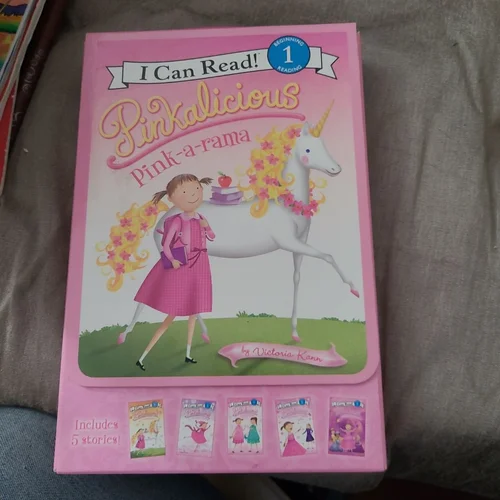 I Can Read!
BEGINNING
1
READING
Pinkalicious
Pink-a-rama
by Victoria Kann
Includes
5 stories!